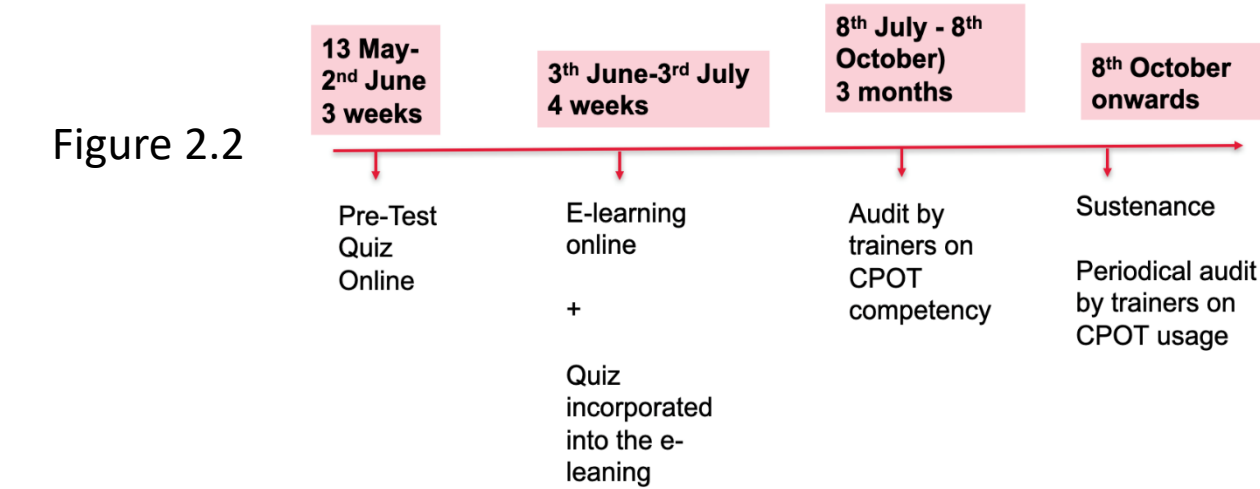 Figure 2.2
13 May-
2nd June
3 weeks
3th June-3rd July
4 weeks
8th July - 8th
October)
3 months
8th October
onwards
Pre-Test
Quiz
Online
E-learning
online
+
Quiz
incorporated
into the e-
leaning
Audit by
trainers on
CPOT
competency
Sustenance
Periodical audit
by trainers on
CPOT usage